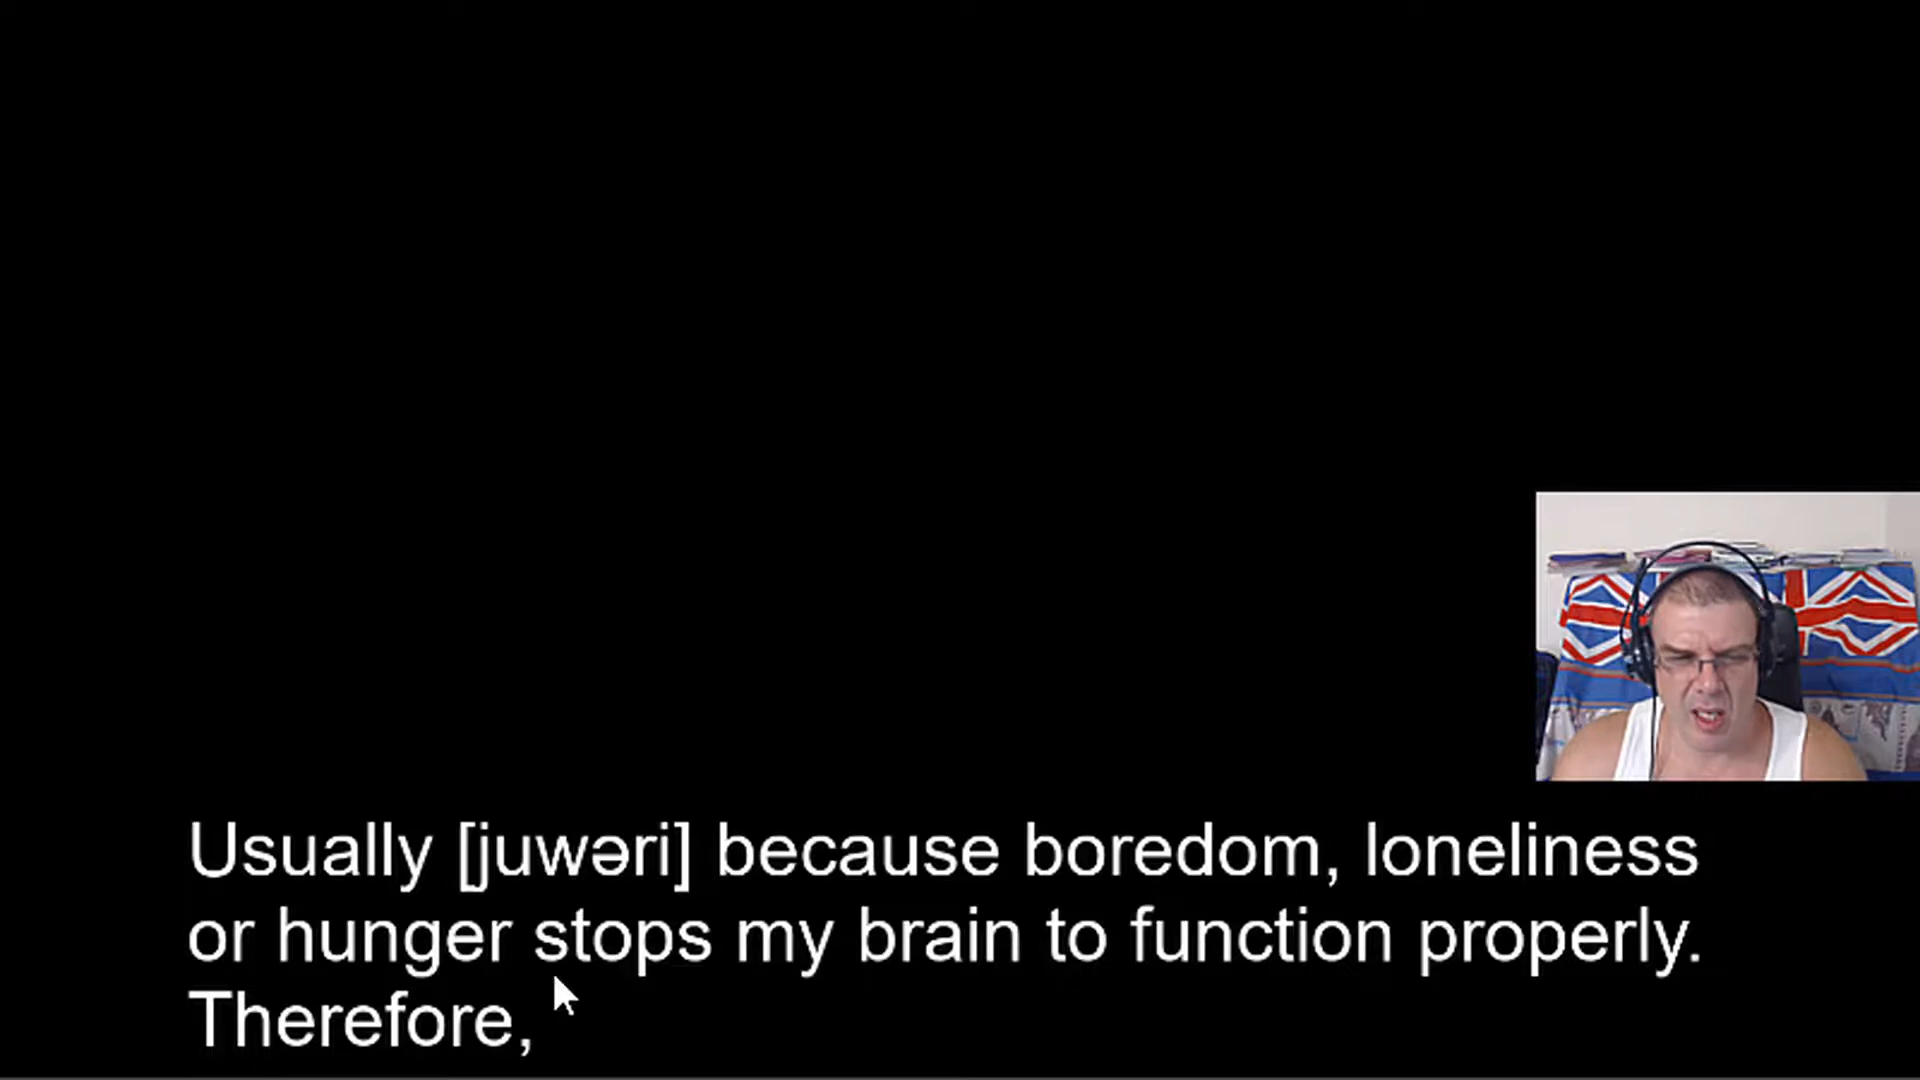 Usually [juwəri] because boredom, loneliness
or hunger stops my brain to function properly.
Therefore,